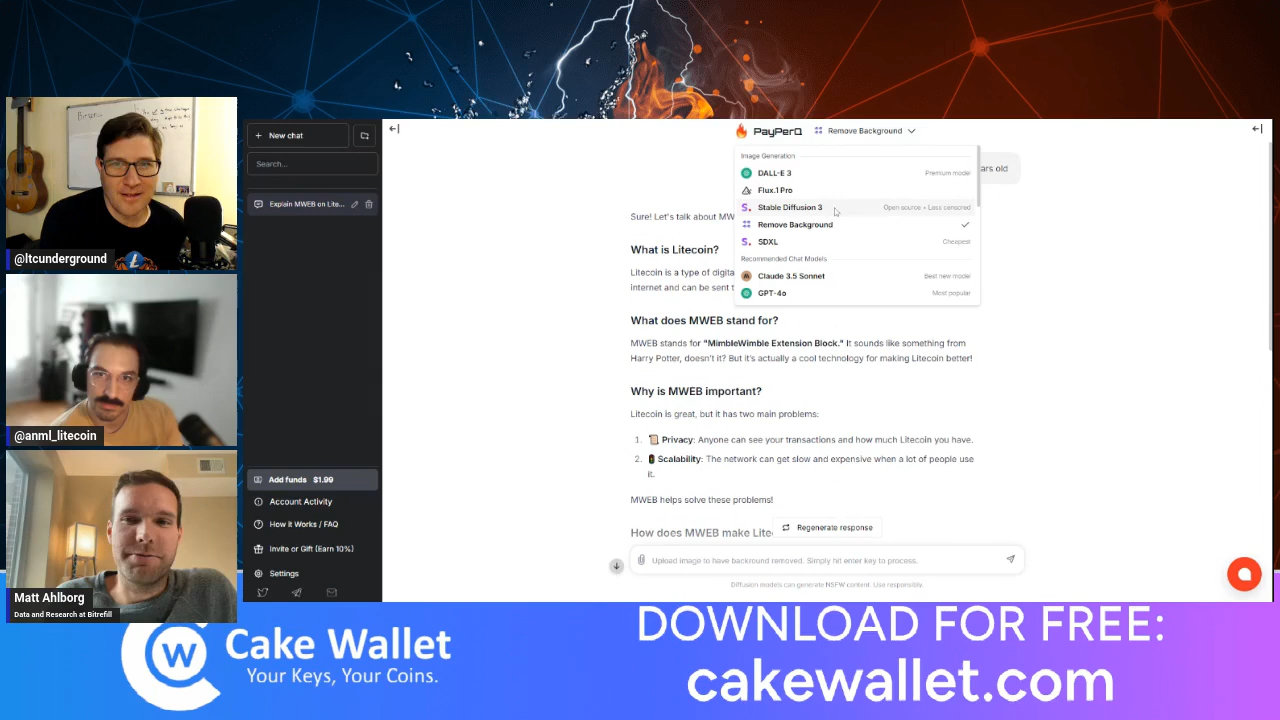 @ltcunderground
@anml_litecoin
Matt Ahlborg
Data and Research at Bitrefill
New chat
Search...
Explain MWEB on Lite...
Add funds $1.99
Account Activity
How it Works / FAQ
Invite or Gift (Earn 10%)
Settings
PayPerQ
Remove Background
Image Generation
DALL-E 3 Premium model
Flux.1 Pro
Stable Diffusion 3 Open source + Less censored
Remove Background
SDXL Cheapest
Recommended Chat Models
Claude 3.5 Sonnet Best new model
GPT-4o Most popular
ars old
Sure! Let's talk about MW
What is Litecoin?
Litecoin is a type of digita
internet and can be sent t
What does MWEB stand for?
MWEB stands for "MimbleWimble Extension Block." It sounds like something from
Harry Potter, doesn't it? But it's actually a cool technology for making Litecoin better!
Why is MWEB important?
Litecoin is great, but it has two main problems:
1. Privacy: Anyone can see your transactions and how much Litecoin you have.
2. Scalability: The network can get slow and expensive when a lot of people use
it.
MWEB helps solve these problems!
How does MWEB make Lite
Regenerate response
Upload image to have backround removed. Simply hit enter key to process.
Diffusion models can generate NSFW content. Use responsibly.
Cake Wallet
Your Keys, Your Coins.
DOWNLOAD FOR FREE:
cakewallet.com